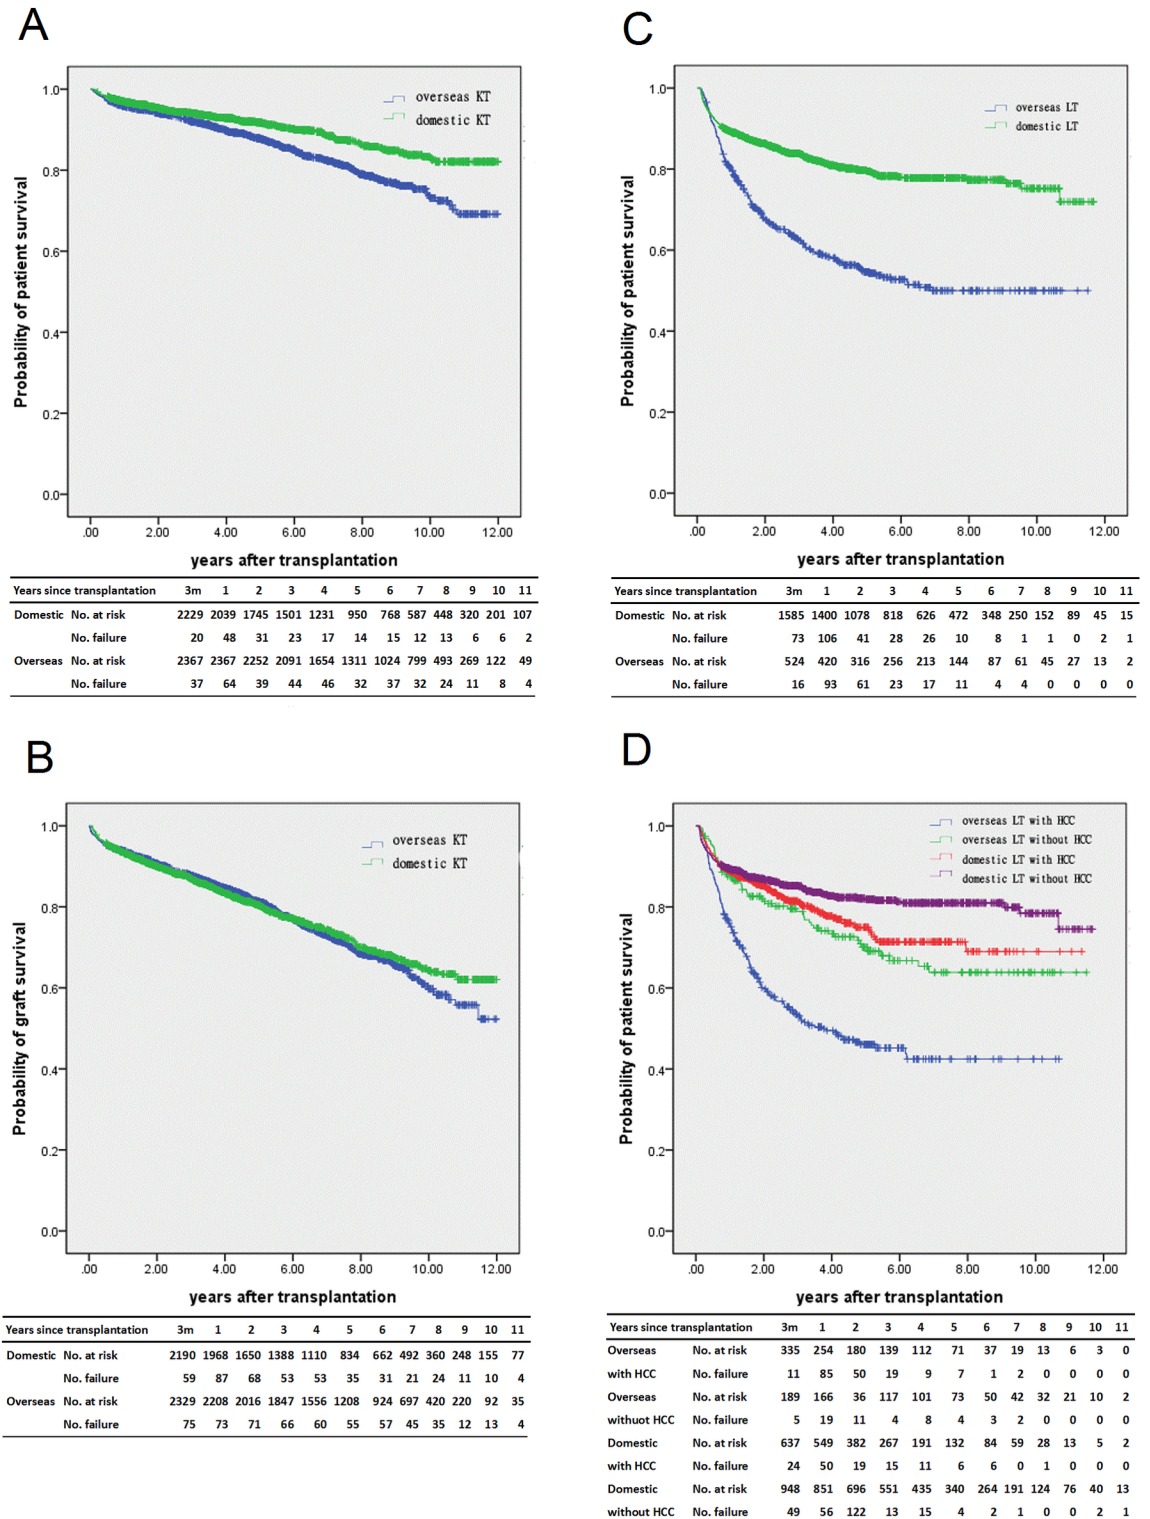 A
1.0
0.8
0.6
0.4
0.2
0.0
Probability of patient survival
overseas KT
domestic KT
.00 2.00 4.00 6.00 8.00 10.00 12.00
years after transplantation
Years since transplantation 3m 1 2 3 4 5 6 7 8 9 10 11
Domestic No. at risk 2229 2039 1745 1501 1231 950 768 587 448 320 201 107
No. failure 20 48 31 23 17 14 15 12 13 6 6 2
Overseas No. at risk 2367 2367 2252 2091 1654 1311 1024 799 493 269 122 49
No. failure 37 64 39 44 46 32 37 32 24 11 8 4
C
1.0
0.8
0.6
0.4
0.2
0.0
Probability of patient survival
overseas LT
domestic LT
.00 2.00 4.00 6.00 8.00 10.00 12.00
years after transplantation
Years since transplantation 3m 1 2 3 4 5 6 7 8 9 10 11
Domestic No. at risk 1585 1400 1078 818 626 472 348 250 152 89 45 15
No. failure 73 106 41 28 26 10 8 1 1 0 2 1
Overseas No. at risk 524 420 316 256 213 144 87 61 45 27 13 2
No. failure 16 93 61 23 17 11 4 4 0 0 0 0
B
1.0
0.8
0.6
0.4
0.2
0.0
Probability of graft survival
overseas KT
domestic KT
.00 2.00 4.00 6.00 8.00 10.00 12.00
years after transplantation
Years since transplantation 3m 1 2 3 4 5 6 7 8 9 10 11
Domestic No. at risk 2190 1968 1650 1388 1110 834 662 492 360 248 155 77
No. failure 59 87 68 53 53 35 31 21 24 11 10 4
Overseas No. at risk 2329 2208 2016 1847 1556 1208 924 697 420 220 92 35
No. failure 75 73 71 66 60 55 57 45 35 12 13 4
D
1.0
0.8
0.6
0.4
0.2
0.0
Probability of patient survival
overseas LT with HCC
overseas LT without HCC
domestic LT with HCC
domestic LT without HCC
.00 2.00 4.00 6.00 8.00 10.00 12.00
years after transplantation
Years since transplantation 3m 1 2 3 4 5 6 7 8 9 10 11
Overseas No. at risk 335 254 180 139 112 71 37 19 13 6 3 0
with HCC No. failure 11 85 50 19 9 7 1 2 0 0 0 0
Overseas No. at risk 189 166 36 117 101 73 50 42 32 21 10 2
withuot HCC No. failure 5 19 11 4 8 4 3 2 0 0 0 0
Domestic No. at risk 637 549 382 267 191 132 84 59 28 13 5 2
with HCC No. failure 24 50 19 15 11 6 6 0 1 0 0 0
Domestic No. at risk 948 851 696 551 435 340 264 191 124 76 40 13
without HCC No. failure 49 56 122 13 15 4 2 1 0 0 2 1